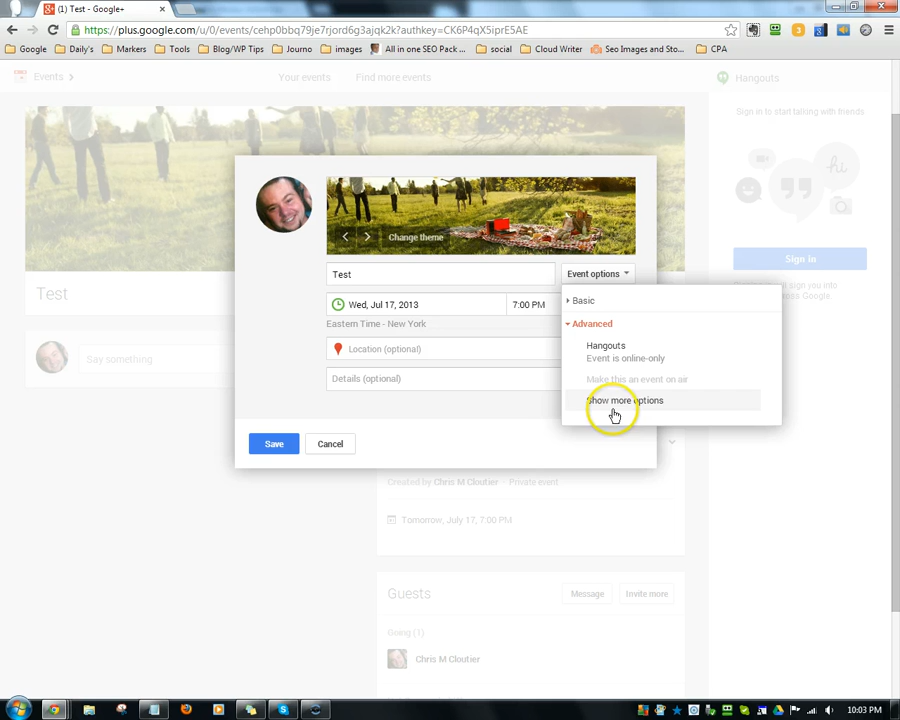 (1) Test - Google+
https://plus.google.com/u/0/events/cehp0bbq79je7rjord6g3ajqk2k?authkey=CK6P4qX5iprE5AE
Google Daily's Markers Tools Blog/WP Tips Journo images All in one SEO Pack ... social Cloud Writer Seo Images and Sto... CPA
Events Your events Find more events Hangouts
Sign in to start talking with friends
hi
Change theme
Test
Test
Event options
Sign in
Wed, Jul 17, 2013 7:00 PM
Basic
Eastern Time - New York
Advanced
Location (optional)
Hangouts
Event is online-only
Say something
Details (optional)
Make this an event on air
Show more options
Save Cancel
Created by Chris M Cloutier · Private event
Tomorrow, July 17, 7:00 PM
Guests Message Invite more
Going (1)
Chris M Cloutier
10:03 PM